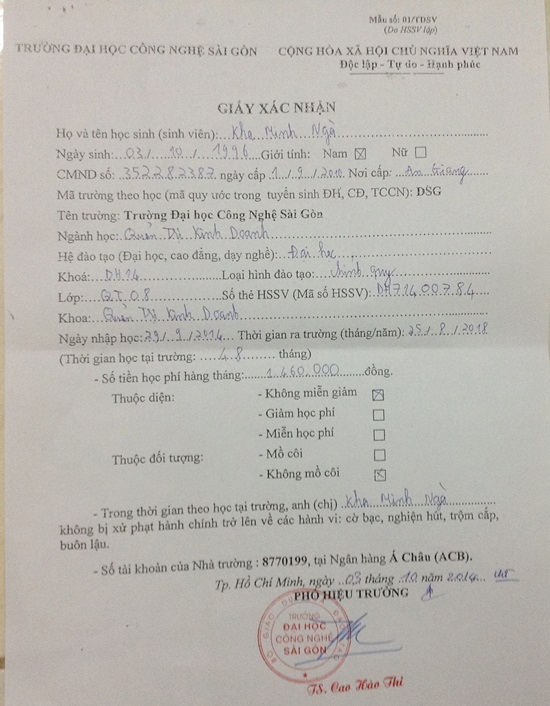 Mẫu số: 01/TDSV
(Do HSSV lập)
TRƯỜNG ĐẠI HỌC CÔNG NGHỆ SÀI GÒN CỘNG HÒA XÃ HỘI CHỦ NGHĨA VIỆT NAM
Độc lập - Tự do - Hạnh phúc
GIẤY XÁC NHẬN
Họ và tên học sinh (sinh viên): Kha Minh Ngà
Ngày sinh: 03/10/1996 Giới tính: Nam ☒ Nữ ☐
CMND số: 352282387 ngày cấp 1/9/2010 Nơi cấp: An Giang
Mã trường theo học (mã quy ước trong tuyển sinh ĐH, CĐ, TCCN): DSG
Tên trường: Trường Đại học Công Nghệ Sài Gòn
Ngành học: Quản Trị Kinh Doanh
Hệ đào tạo (Đại học, cao đẳng, dạy nghề): Đại học
Khoá: DH14 Loại hình đào tạo: Chính quy
Lớp: QT08 Số thẻ HSSV (Mã số HSSV): DH71400784
Khoa: Quản Trị Kinh Doanh
Ngày nhập học: 29/9/2014 Thời gian ra trường (tháng/năm): 25/8/2018
(Thời gian học tại trường: 48 tháng)
- Số tiền học phí hàng tháng: 1.460.000 đồng.
Thuộc diện: - Không miễn giảm ☒
- Giảm học phí ☐
- Miễn học phí ☐
Thuộc đối tượng: - Mồ côi ☐
- Không mồ côi ☒
- Trong thời gian theo học tại trường, anh (chị) Kha Minh Ngà
không bị xử phạt hành chính trở lên về các hành vi: cờ bạc, nghiện hút, trộm cắp,
buôn lậu.
- Số tài khoản của Nhà trường : 8770199, tại Ngân hàng Á Châu (ACB).
Tp. Hồ Chí Minh, ngày 03 tháng 10 năm 2014
PHÓ HIỆU TRƯỞNG
BỘ GIÁO DỤC VÀ ĐÀO TẠO
TRƯỜNG
ĐẠI HỌC
CÔNG NGHỆ
SÀI GÒN
TS. Cao Hào Thi